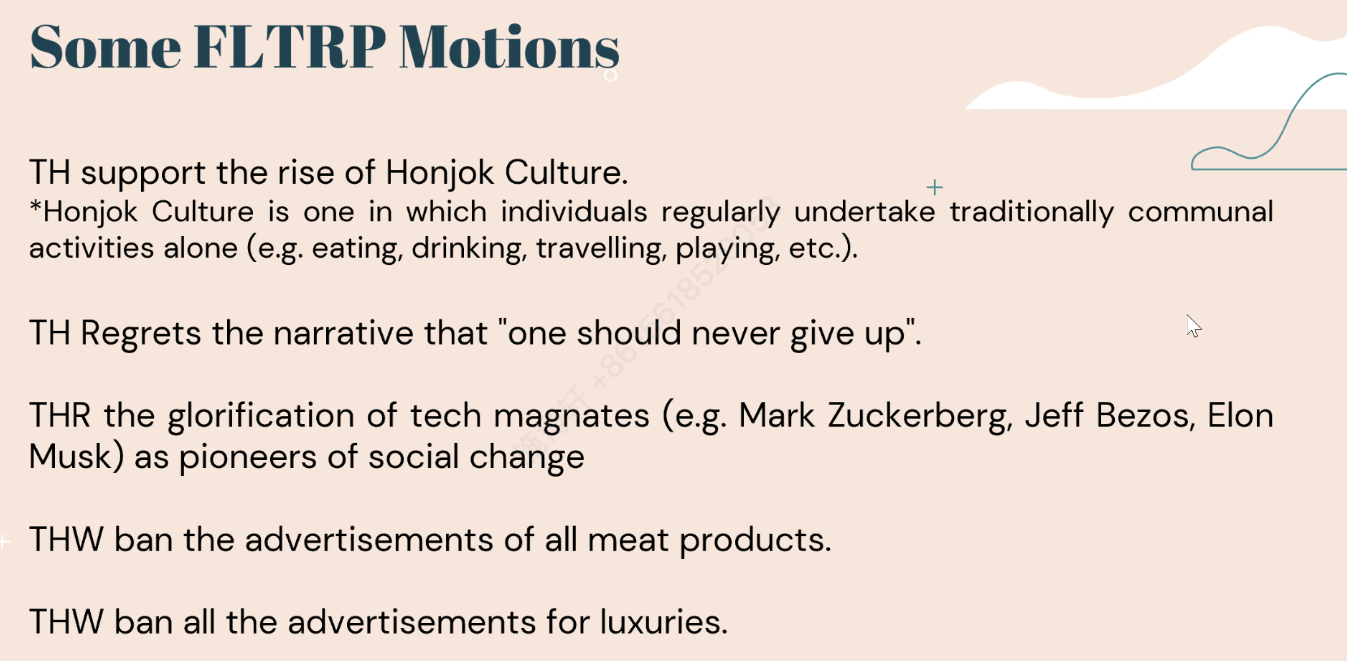 Some FLTRP Motions
TH support the rise of Honjok Culture.
*Honjok Culture is one in which individuals regularly undertake traditionally communal
activities alone (e.g. eating, drinking, travelling, playing, etc.).
TH Regrets the narrative that "one should never give up".
THR the glorification of tech magnates (e.g. Mark Zuckerberg, Jeff Bezos, Elon
Musk) as pioneers of social change
THW ban the advertisements of all meat products.
THW ban all the advertisements for luxuries.